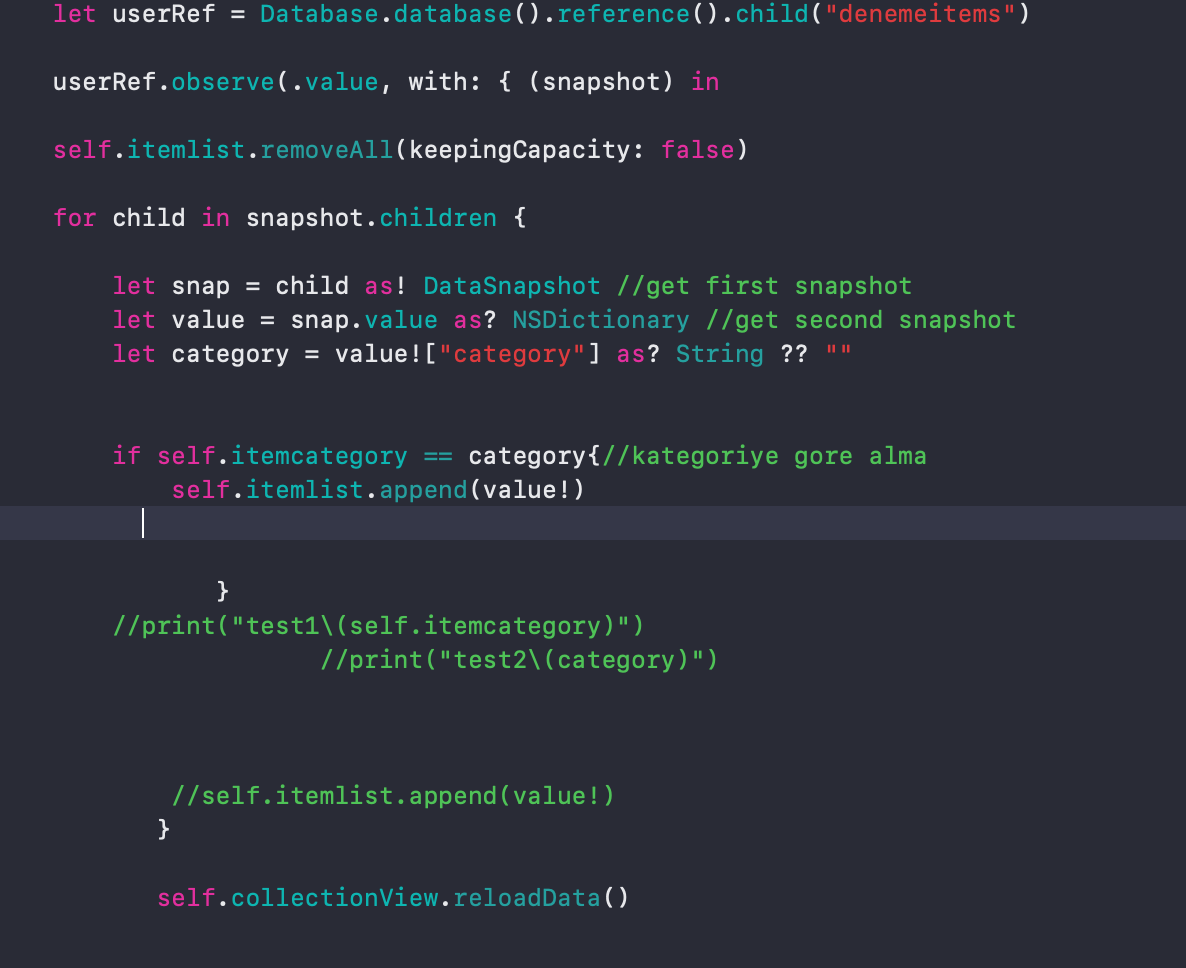 let userRef = Database.database().reference().child("denemeitems")
userRef.observe(.value, with: { (snapshot) in
self.itemlist.removeAll(keepingCapacity: false)
for child in snapshot.children {
let snap = child as! DataSnapshot //get first snapshot
let value = snap.value as? NSDictionary //get second snapshot
let category = value!["category"] as? String ?? ""
if self.itemcategory == category{//kategoriye gore alma
self.itemlist.append(value!)
}
//print("test1\(self.itemcategory)")
//print("test2\(category)")
//self.itemlist.append(value!)
}
self.collectionView.reloadData()